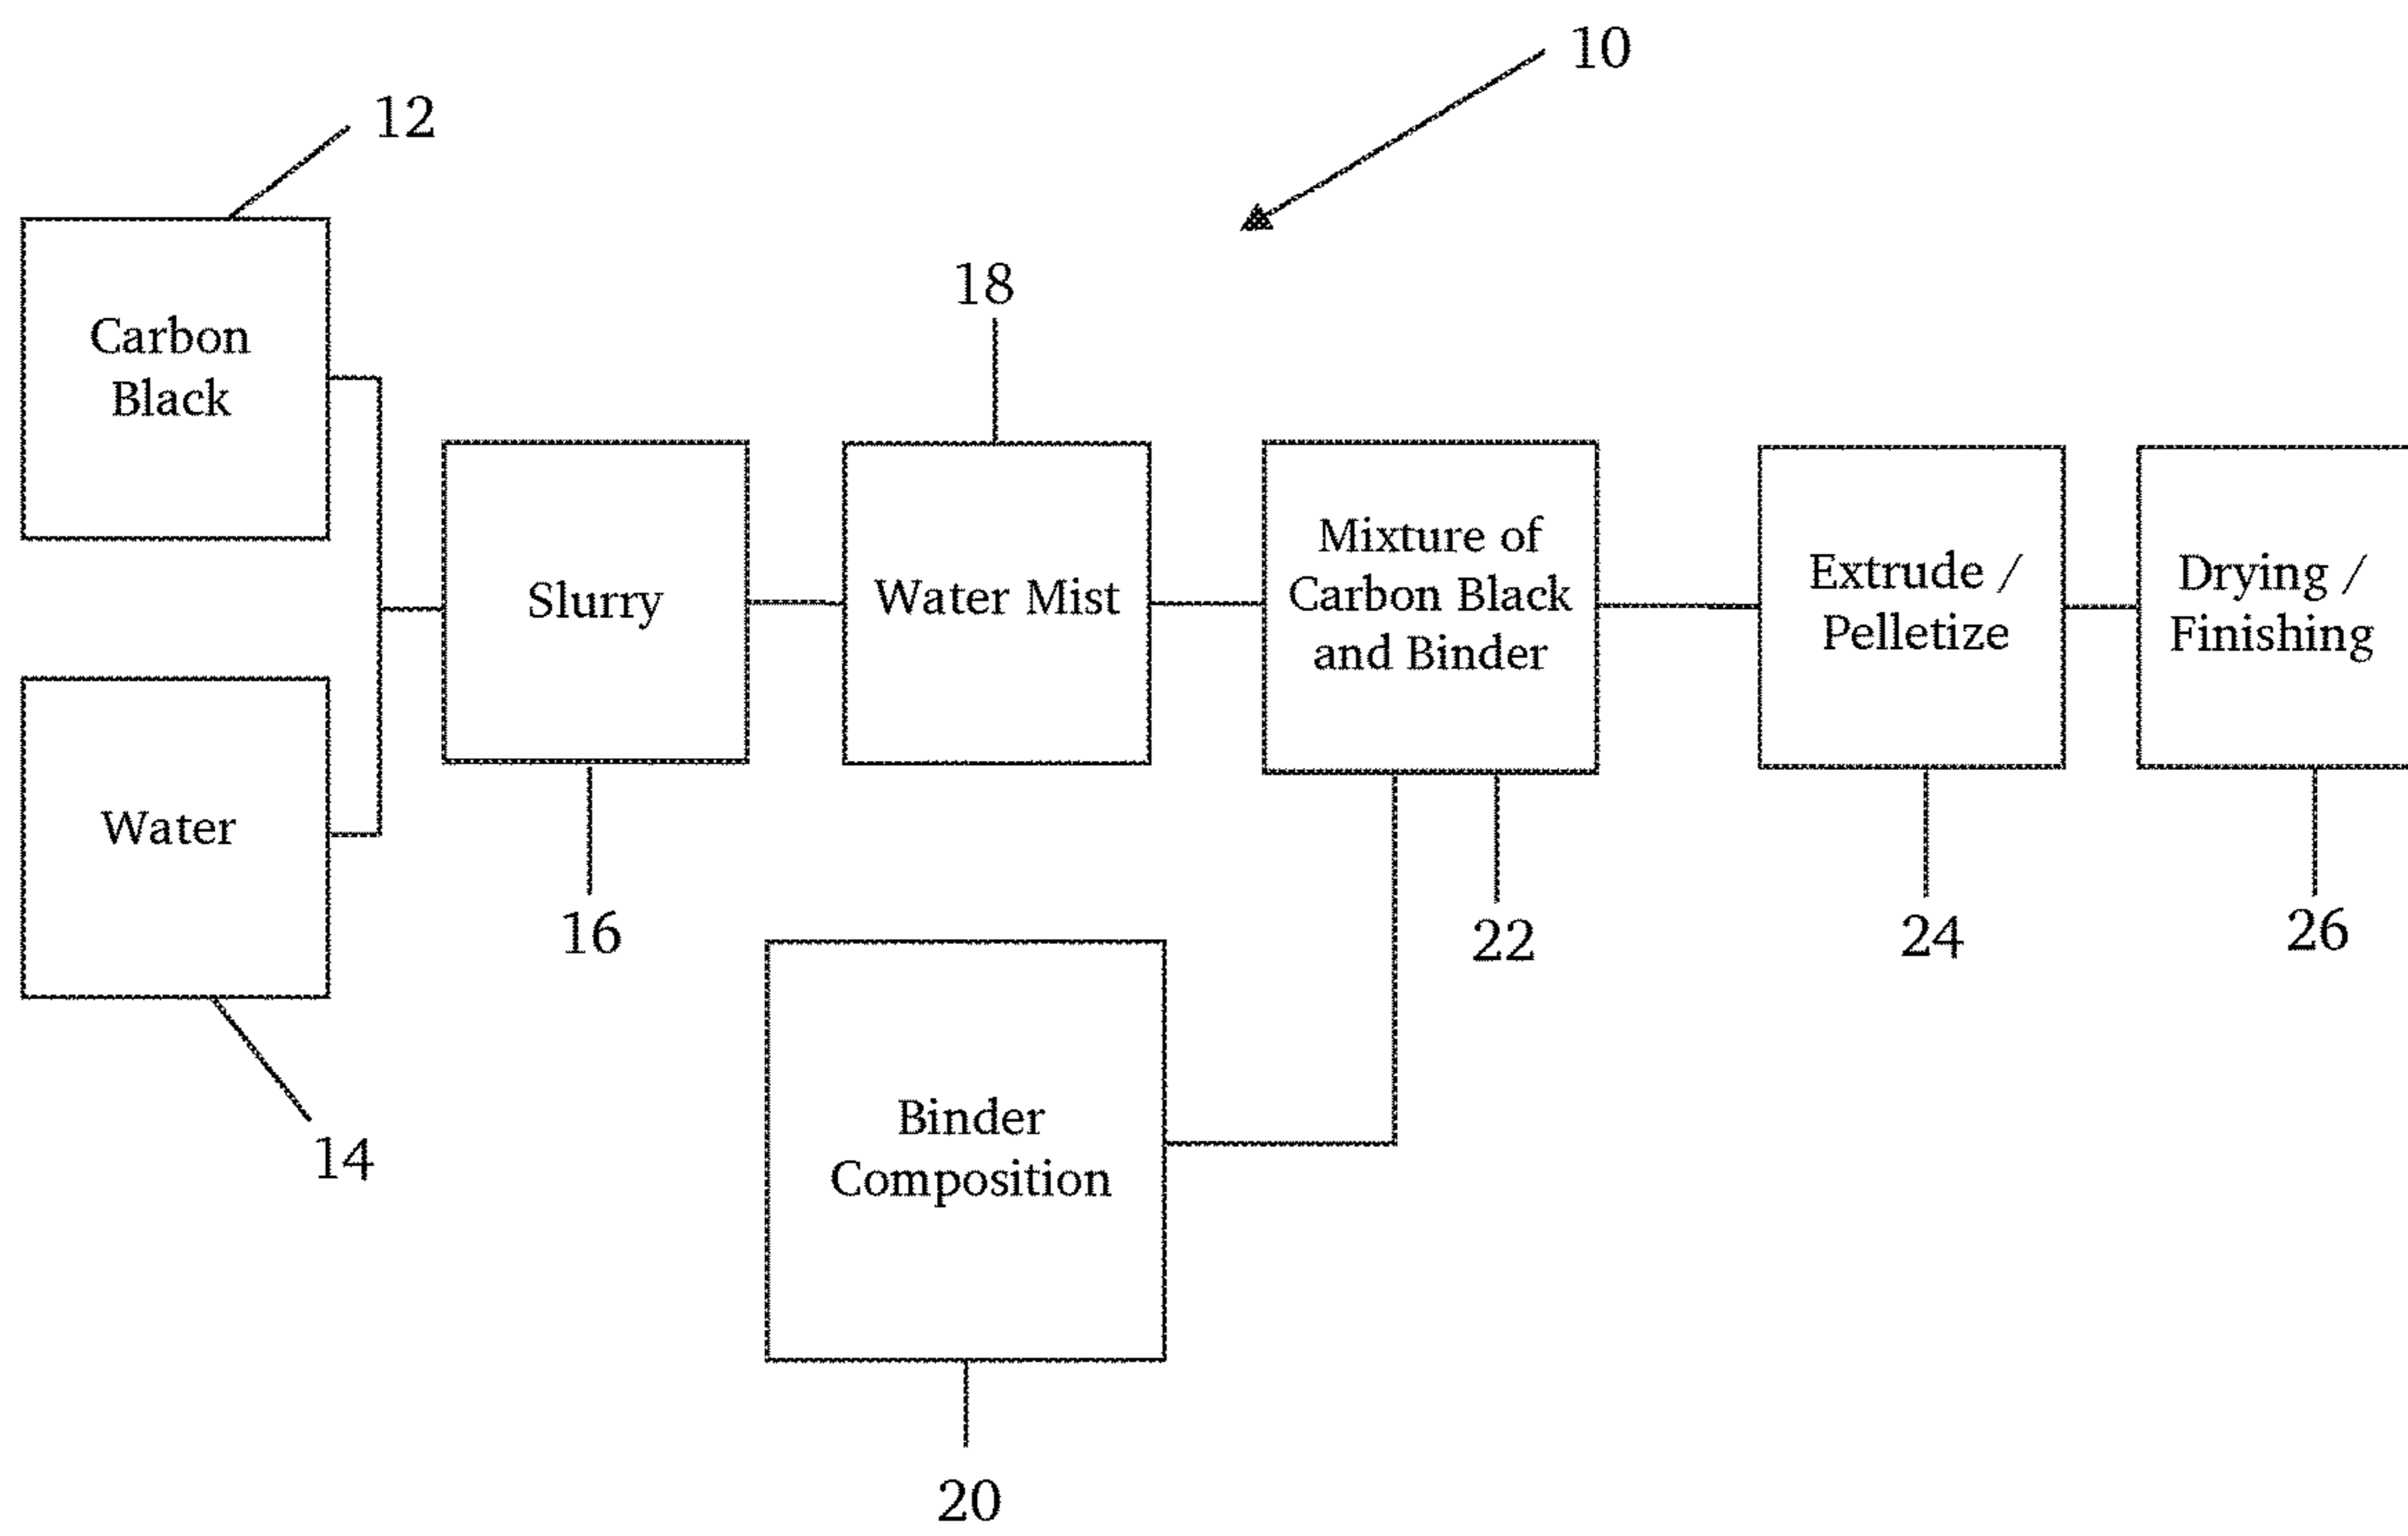 10
12
Carbon
Black
18
Slurry
Water Mist
Mixture of
Carbon Black
and Binder
Extrude /
Pelletize
Drying /
Finishing
Water
16
22
24
26
14
Binder
Composition
20